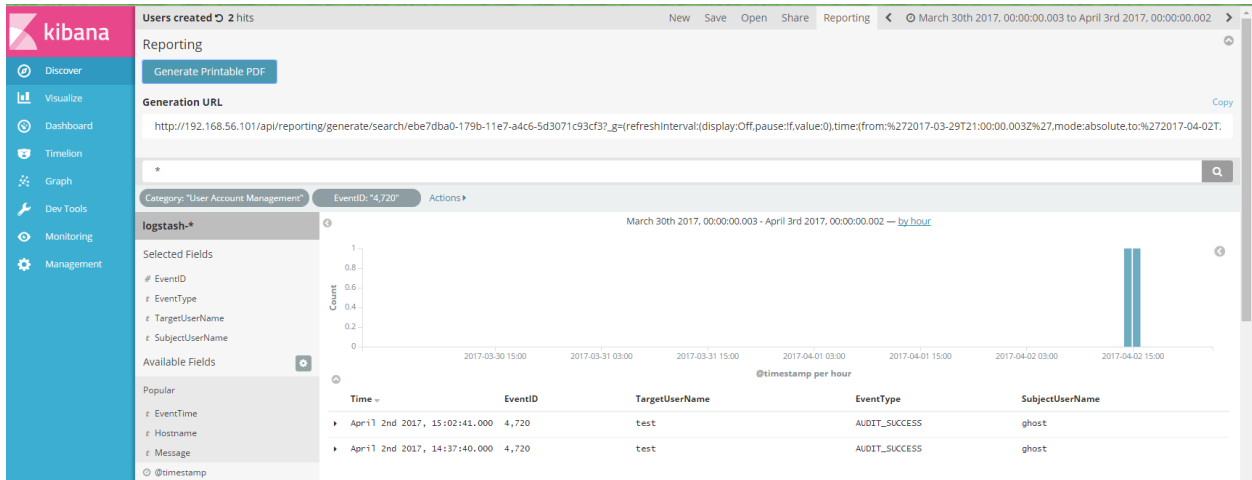 kibana
Discover
Visualize
Dashboard
Timelion
Graph
Dev Tools
Monitoring
Management
Users created 2 hits
New Save Open Share Reporting March 30th 2017, 00:00:00.003 to April 3rd 2017, 00:00:00.002
Reporting
Generate Printable PDF
Generation URL
Copy
http://192.168.56.101/api/reporting/generate/search/ebe7dba0-179b-11e7-a4c6-5d3071c93cf3?_g=(refreshInterval:(display:Off,pause:!f,value:0),time:(from:%272017-03-29T21:00:00.003Z%27,mode:absolute,to:%272017-04-02T
*
Category: "User Account Management" EventID: "4,720" Actions
logstash-*
Selected Fields
# EventID
t EventType
t TargetUserName
t SubjectUserName
Available Fields
Popular
t EventTime
t Hostname
t Message
@timestamp
March 30th 2017, 00:00:00.003 - April 3rd 2017, 00:00:00.002 — by hour
Count
1
0.8
0.6
0.4
0.2
0
2017-03-30 15:00 2017-03-31 03:00 2017-03-31 15:00 2017-04-01 03:00 2017-04-01 15:00 2017-04-02 03:00 2017-04-02 15:00
@timestamp per hour
Time EventID TargetUserName EventType SubjectUserName
April 2nd 2017, 15:02:41.000 4,720 test AUDIT_SUCCESS ghost
April 2nd 2017, 14:37:40.000 4,720 test AUDIT_SUCCESS ghost